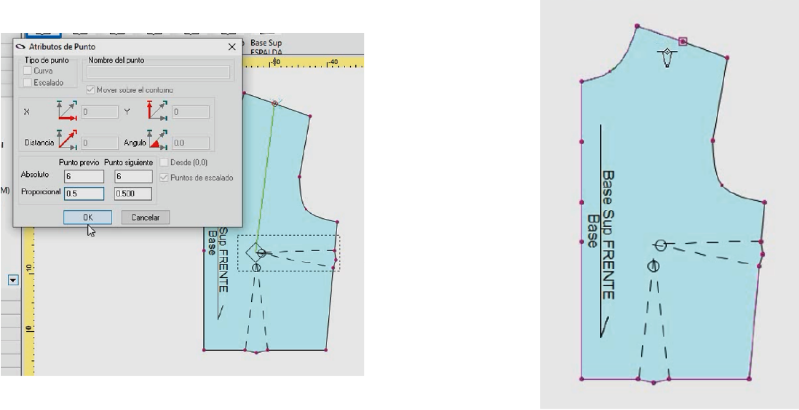 Atributos de Punto
Base Sup
ESPALDA
Tipo de punto
Curva
Escalado
Nombre del punto
Mover sobre el contorno
X
0
Y
0
Distancia
0
Angulo
0.0
Punto previo Punto siguiente
Desde (0,0)
Absoluto
6
6
Puntos de escalado
Proporcional
0.5
0.500
OK
Cancelar
M)
-40
Sup FRENTE
Base
Base Sup FRENTE
Base